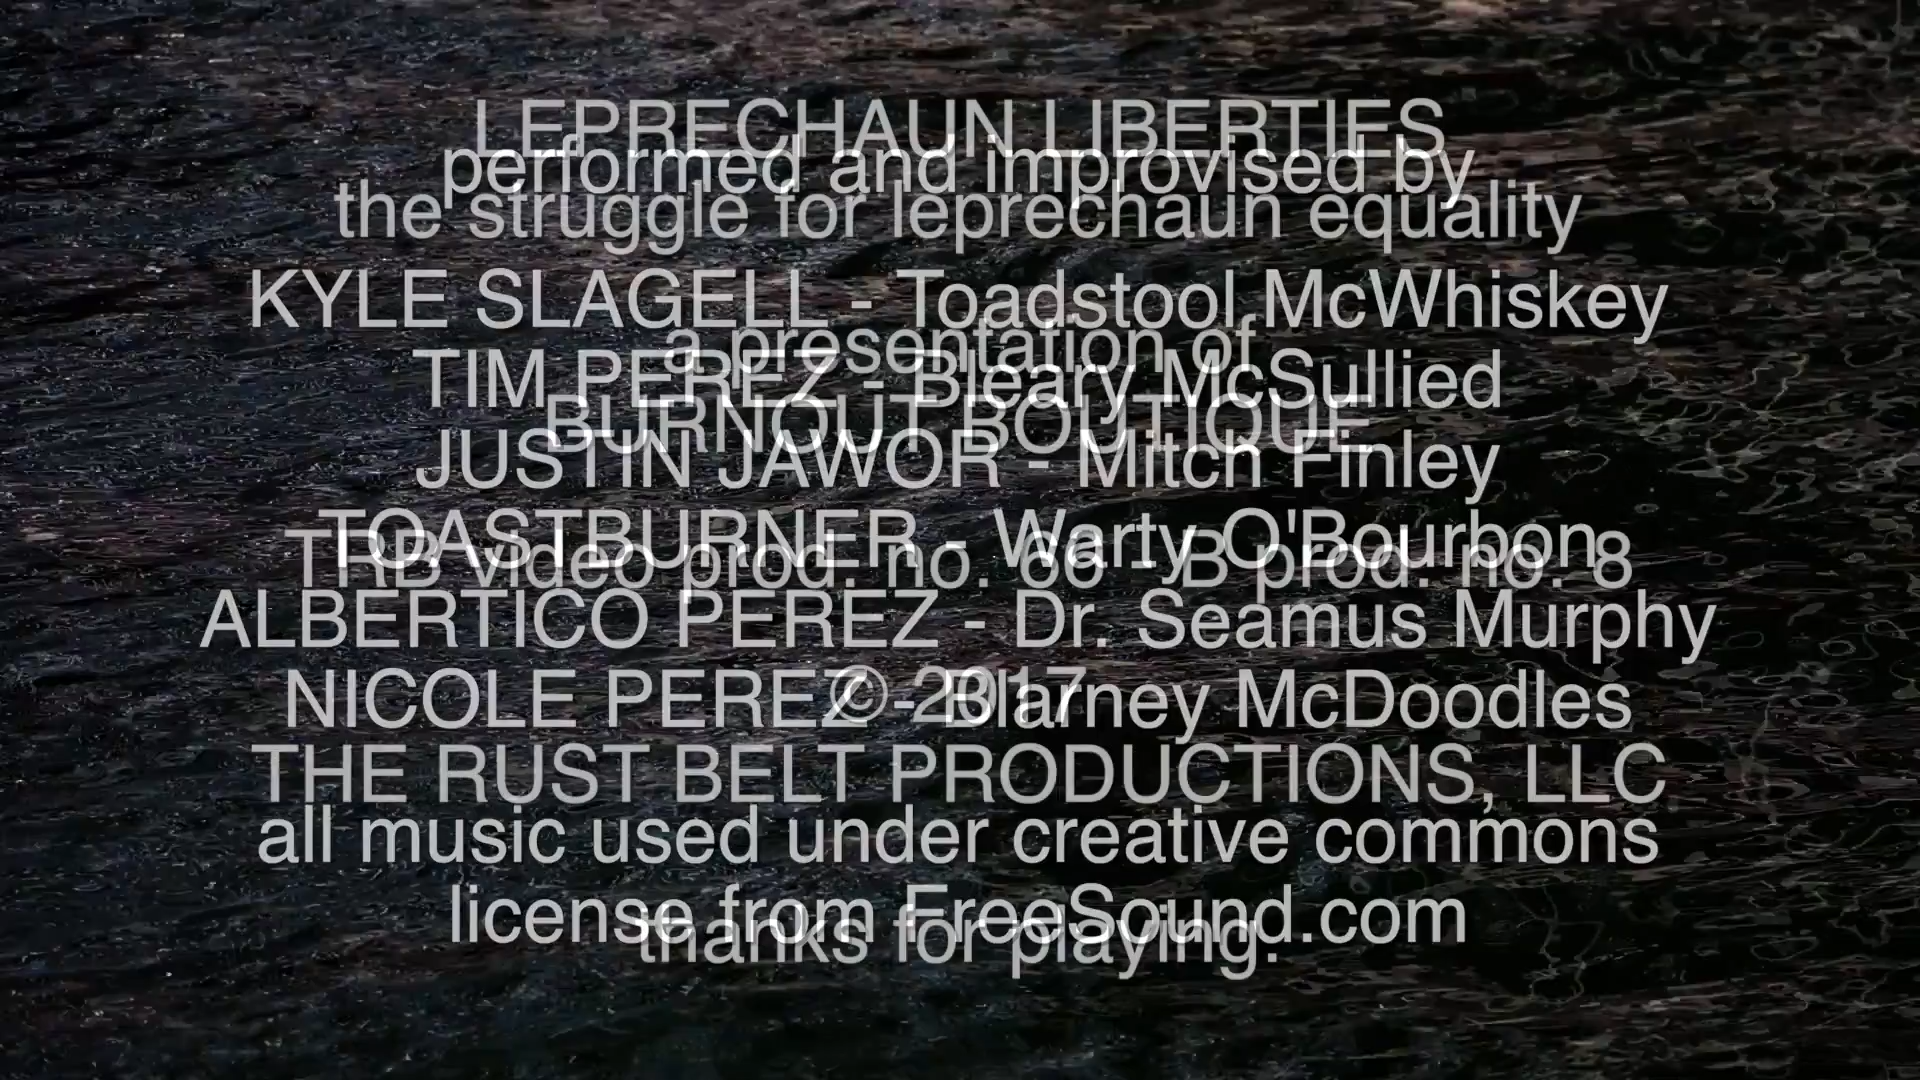 LEPRECHAUN LIBERTIES
performed and improvised by
the struggle for leprechaun equality
KYLE SLAGELL - Toadstool McWhiskey
a presentation of
TIM PEREZ - Bleary McSullied
BURNOUT BOUTIQUE
JUSTIN JAWOR - Mitch Finley
TOASTBURNER - Warty O'Bourbon
TRB video prod. no. 66 - B prod. no. 8
ALBERTICO PEREZ - Dr. Seamus Murphy
NICOLE PEREZ - Blarney McDoodles
© 2017
THE RUST BELT PRODUCTIONS, LLC
all music used under creative commons
license from FreeSound.com
thanks for playing.